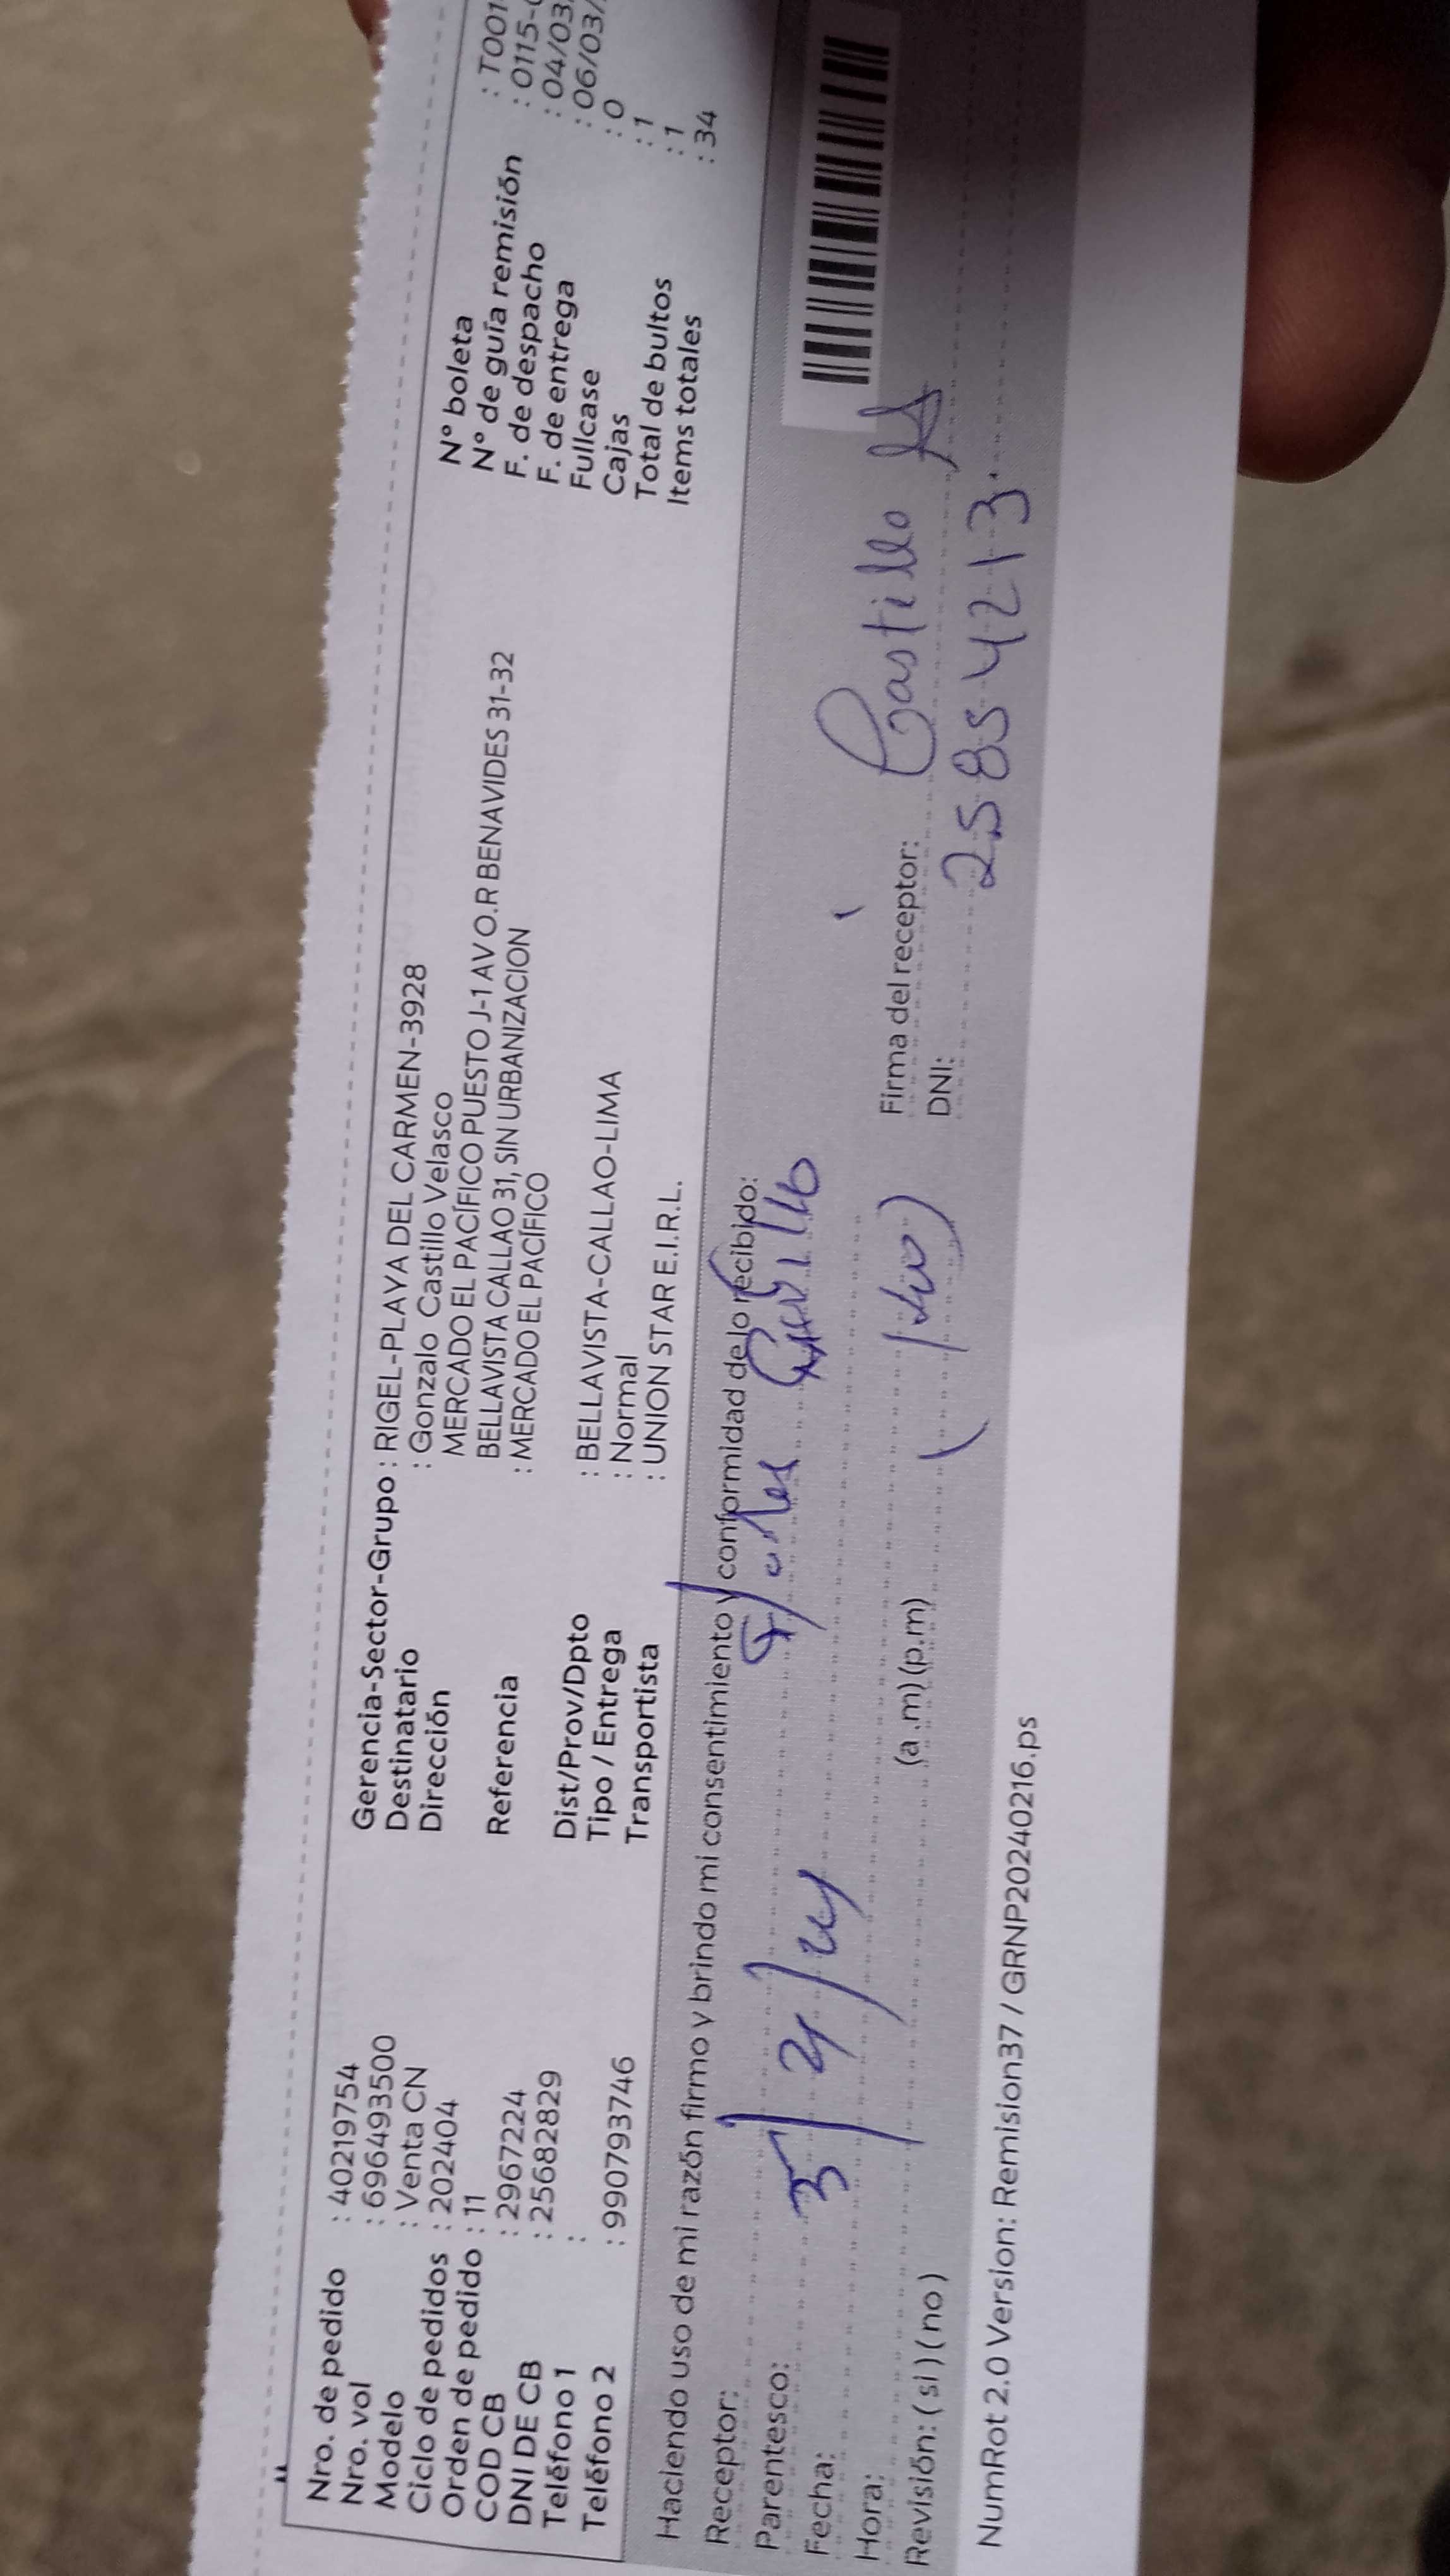 Nro. de pedido : 40219754
Nro. vol : 696493500
Modelo : Venta CN
Ciclo de pedidos : 202404
Orden de pedido : 11
COD CB : 2967224
DNI DE CB : 25682829
Teléfono 1 :
Teléfono 2 : 990793746
Gerencia-Sector-Grupo : RIGEL-PLAYA DEL CARMEN-3928
Destinatario : Gonzalo Castillo Velasco
Dirección MERCADO EL PACÍFICO PUESTO J-1 AV O.R BENAVIDES 31-32
BELLAVISTA CALLAO 31, SIN URBANIZACION
Referencia : MERCADO EL PACÍFICO
Dist/Prov/Dpto : BELLAVISTA-CALLAO-LIMA
Tipo / Entrega : Normal
Transportista : UNION STAR E.I.R.L.
N° boleta : T001
N° de guía remisión : 0115-
F. de despacho : 04/03/
F. de entrega : 06/03/
Fullcase : 0
Cajas : 1
Total de bultos : 1
Items totales : 34
Haciendo uso de mi razón firmo y brindo mi consentimiento y conformidad de lo recibido:
Receptor: Castillo
Parentesco:
Fecha: 5/
Hora: (a.m) (p.m)
Revisión: (si) (no)
Firma del receptor: Castillo
DNI: 25854213
NumRot 2.0 Version: Remision37 / GRNP20240216.ps